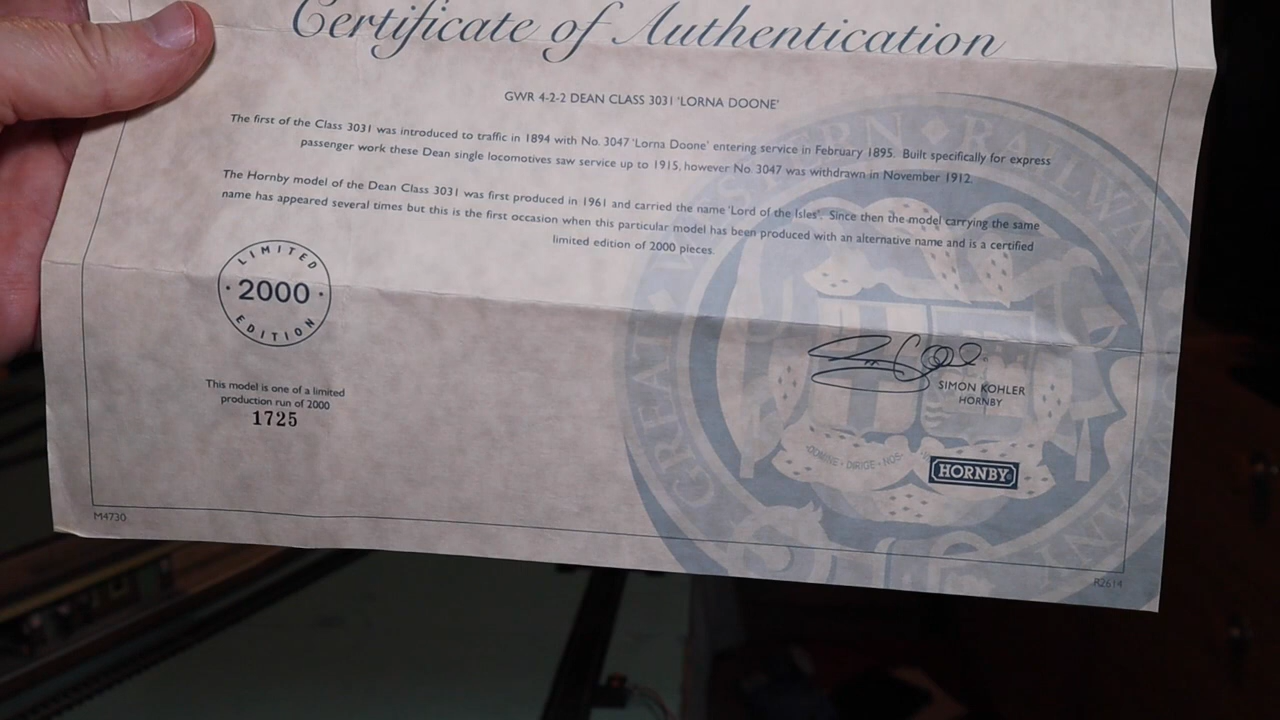 Certificate of Authentication
GWR 4-2-2 DEAN CLASS 3031 'LORNA DOONE'
The first of the Class 3031 was introduced to traffic in 1894 with No. 3047 'Lorna Doone' entering service in February 1895. Built specifically for express
passenger work these Dean single locomotives saw service up to 1915, however No. 3047 was withdrawn in November 1912.
The Hornby model of the Dean Class 3031 was first produced in 1961 and carried the name 'Lord of the Isles'. Since then the model carrying the same
name has appeared several times but this is the first occasion when this particular model has been produced with an alternative name and is a certified
limited edition of 2000 pieces.
LIMITED
· 2000 ·
EDITION
This model is one of a limited
production run of 2000
1725
SIMON KOHLER
HORNBY
HORNBY
GREAT WESTERN RAILWAY
DOMINE · DIRIGE · NOS
M4730
R2614